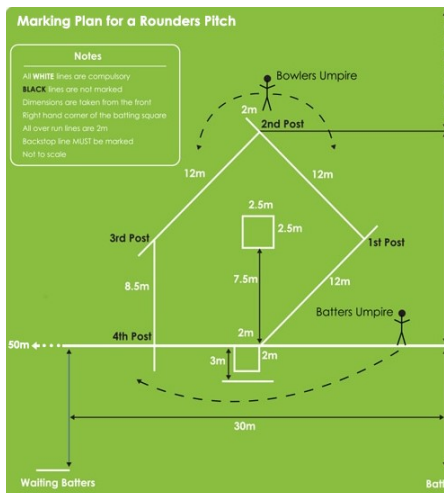 Marking Plan for a Rounders Pitch
Notes
All WHITE lines are compulsory
BLACK lines are not marked
Dimensions are taken from the front
Right hand corner of the batting square
All over run lines are 2m
Backstop line MUST be marked
Not to scale
Bowlers Umpire
2m
2nd Post
12m
12m
2.5m
2.5m
3rd Post
1st Post
7.5m
8.5m
12m
Batters Umpire
4th Post
2m
50m
3m
2m
30m
Waiting Batters
Batt